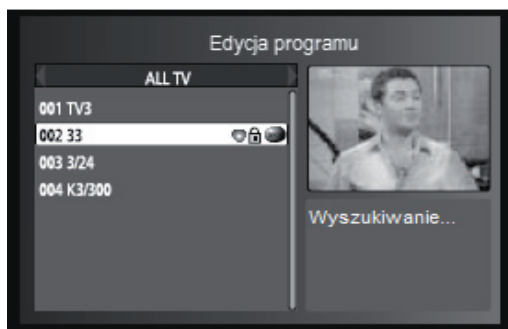 Edycja programu
ALL TV
001 TV3
002 33
003 3/24
004 K3/300
Wyszukiwanie...